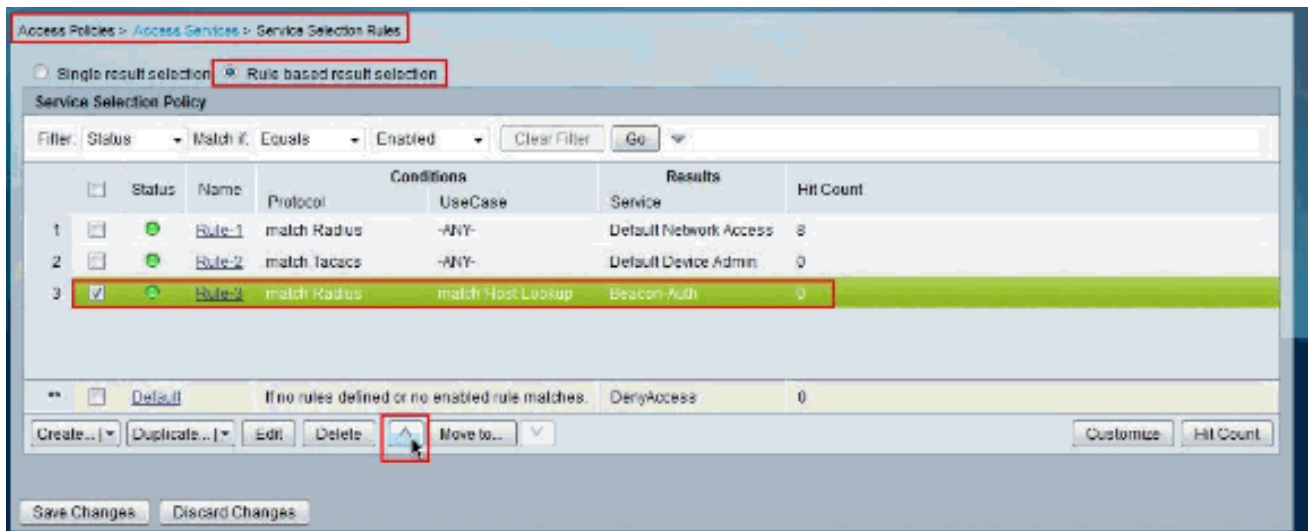 Access Policies > Access Services > Service Selection Rules
Single result selection Rule based result selection
Service Selection Policy
Filter: Status Match if: Equals Enabled Clear Filter Go
Conditions Results
Status Name Protocol UseCase Service Hit Count
1 Rule-1 match Radius -ANY- Default Network Access 8
2 Rule-2 match Tacacs -ANY- Default Device Admin 0
3 Rule-3 match Radius match Host Lookup Beacon-Auth 0
** Default If no rules defined or no enabled rule matches. DenyAccess 0
Create... | Duplicate... | Edit Delete Move to... Customize Hit Count
Save Changes Discard Changes